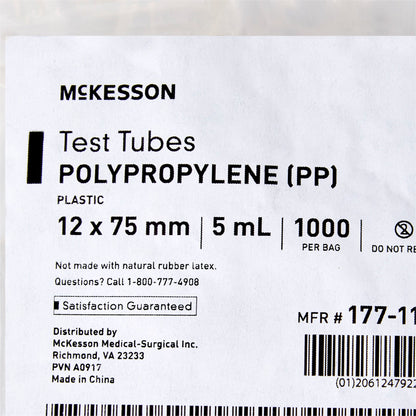 McKESSON
Test Tubes
POLYPROPYLENE (PP)
PLASTIC
12 x 75 mm | 5 mL | 1000
PER BAG
DO NOT RE
Not made with natural rubber latex.
Questions? Call 1-800-777-4908
Satisfaction Guaranteed
MFR # 177-11
Distributed by
McKesson Medical-Surgical Inc.
Richmond, VA 23233
PVN A0917
Made in China
(01)2061247922